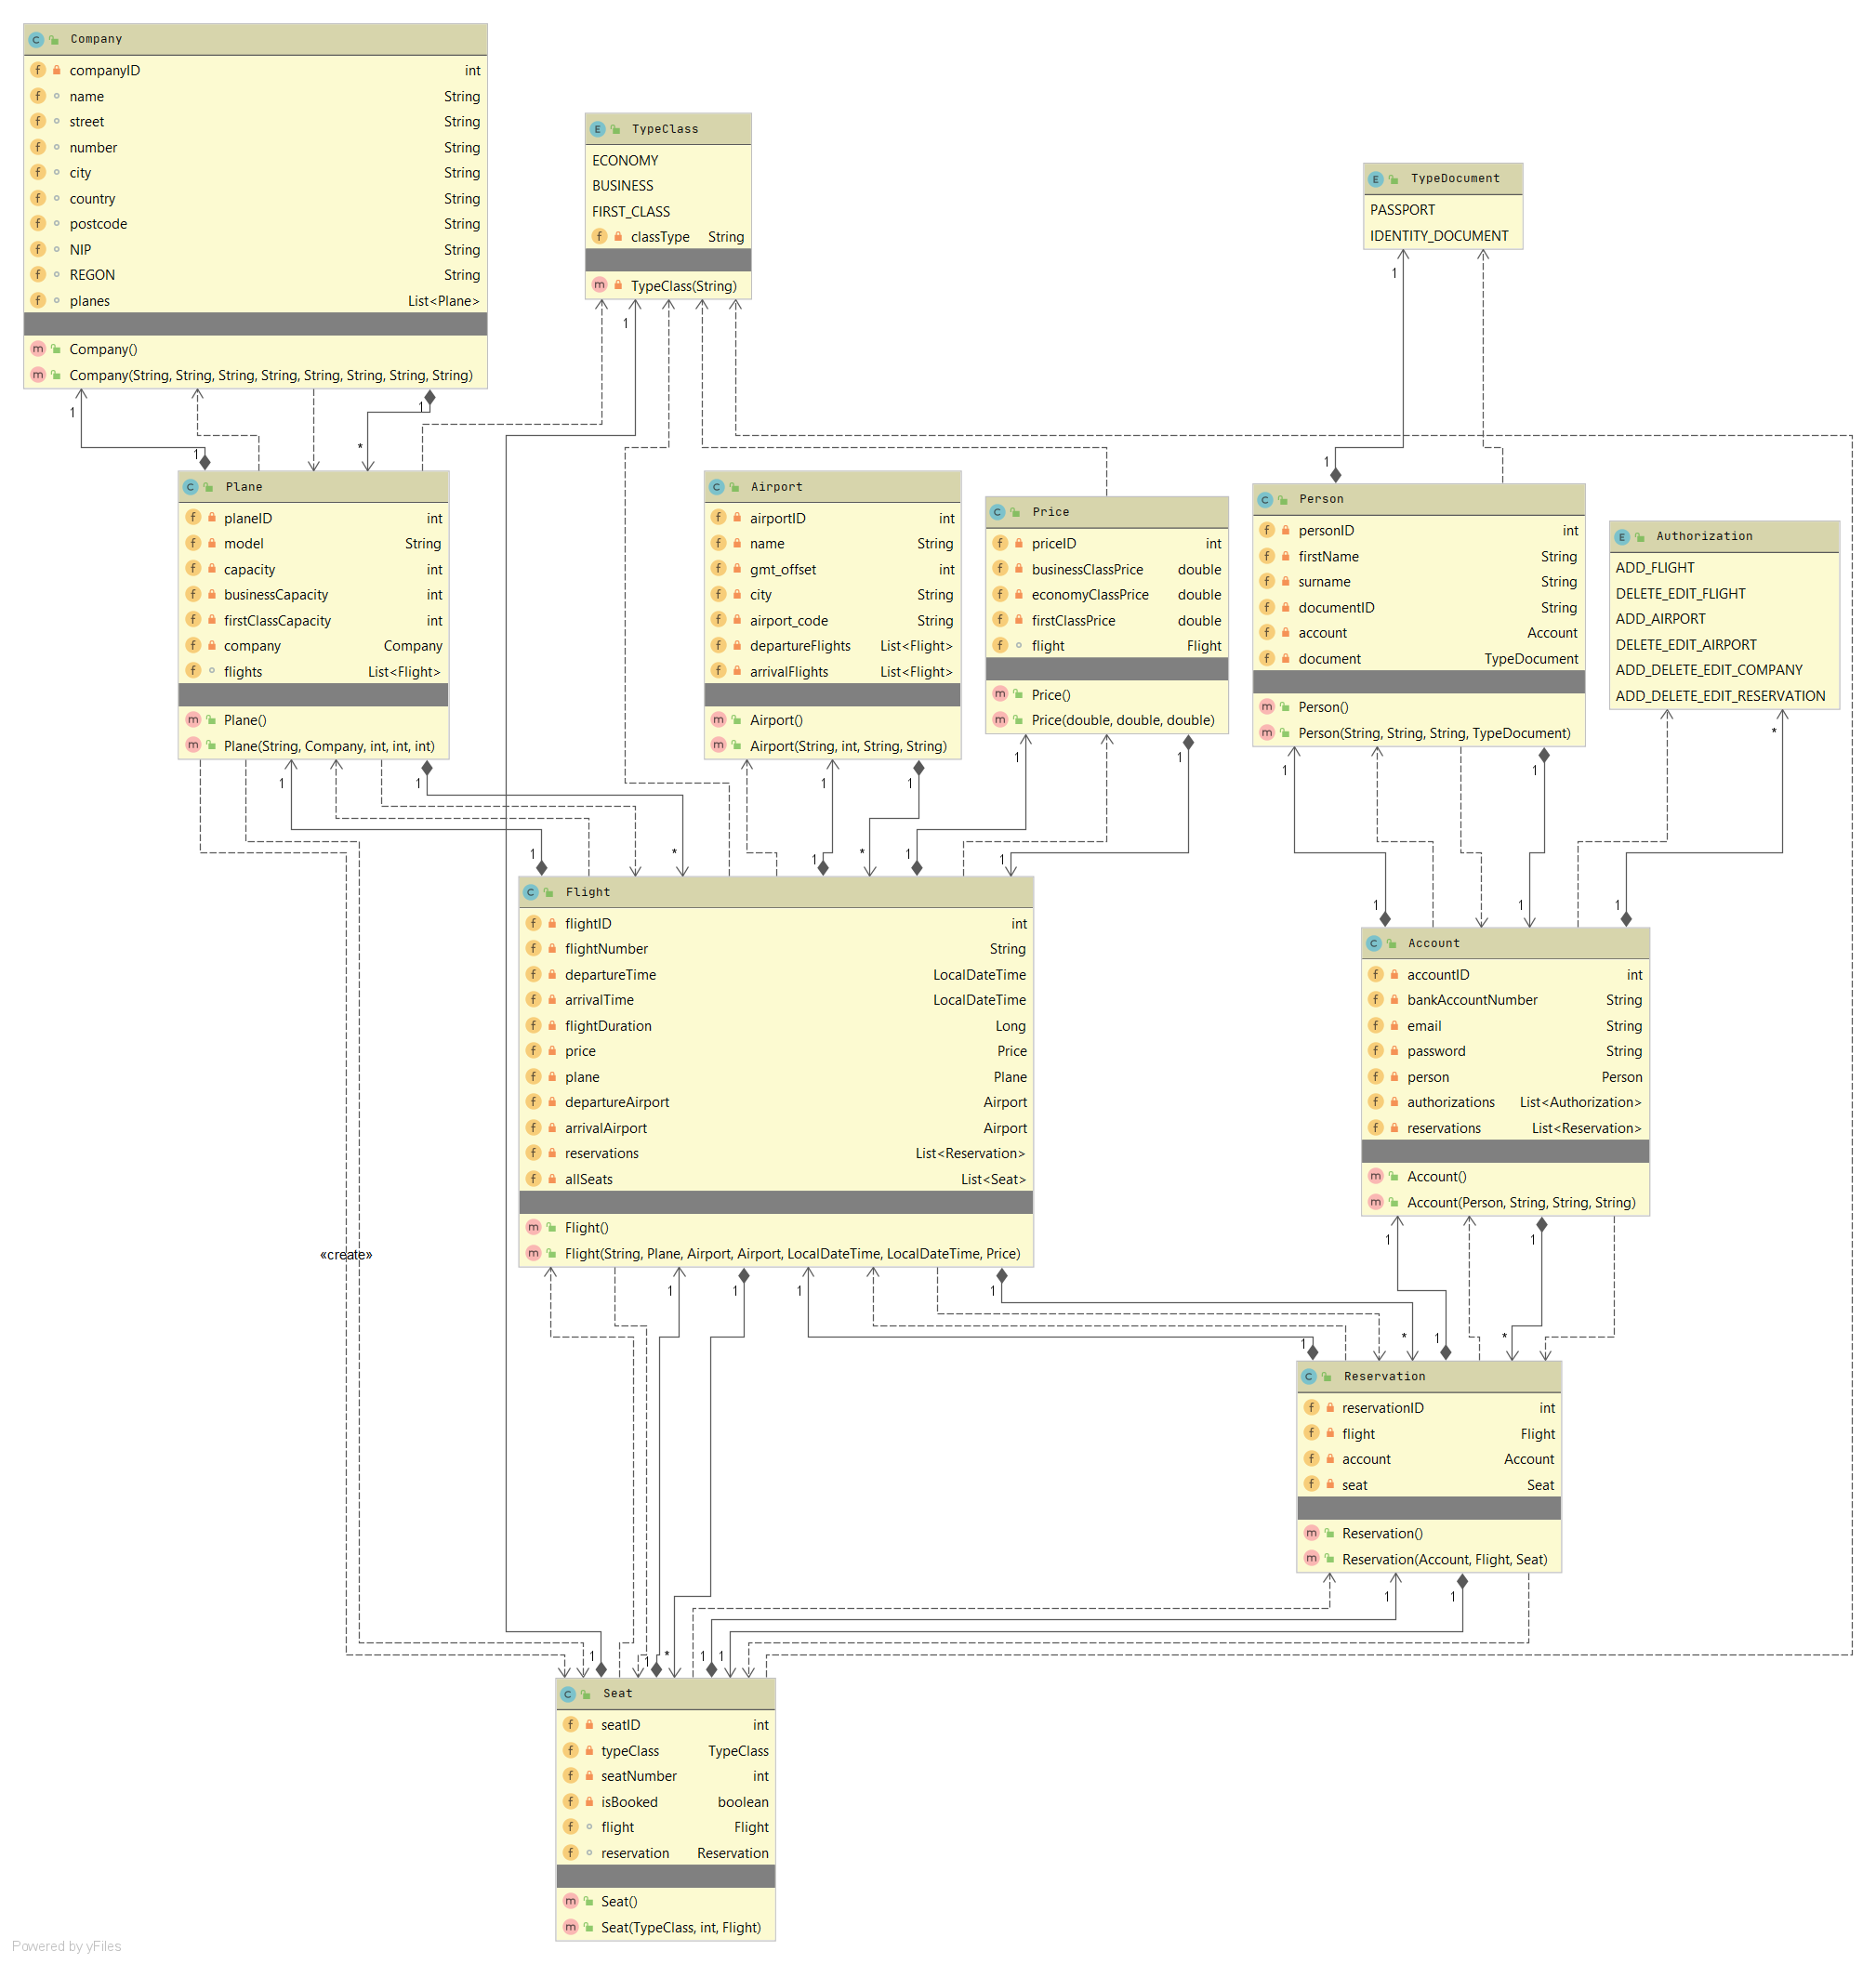 Company
companyID int
name String
street String
number String
city String
country String
postcode String
NIP String
REGON String
planes List<Plane>
Company()
Company(String, String, String, String, String, String, String, String)
TypeClass
ECONOMY
BUSINESS
FIRST_CLASS
classType String
TypeClass(String)
TypeDocument
PASSPORT
IDENTITY_DOCUMENT
1
1
1
1
*
1
1
Plane
planeID int
model String
capacity int
businessCapacity int
firstClassCapacity int
company Company
flights List<Flight>
Plane()
Plane(String, Company, int, int, int)
Airport
airportID int
name String
gmt_offset int
city String
airport_code String
departureFlights List<Flight>
arrivalFlights List<Flight>
Airport()
Airport(String, int, String, String)
Price
priceID int
businessClassPrice double
economyClassPrice double
firstClassPrice double
flight Flight
Price()
Price(double, double, double)
Person
personID int
firstName String
surname String
documentID String
account Account
document TypeDocument
Person()
Person(String, String, String, TypeDocument)
Authorization
ADD_FLIGHT
DELETE_EDIT_FLIGHT
ADD_AIRPORT
DELETE_EDIT_AIRPORT
ADD_DELETE_EDIT_COMPANY
ADD_DELETE_EDIT_RESERVATION
*
1 1 1 1 1 1 1 1
1 * 1 * 1 1 1 1 1
Flight
flightID int
flightNumber String
departureTime LocalDateTime
arrivalTime LocalDateTime
flightDuration Long
price Price
plane Plane
departureAirport Airport
arrivalAirport Airport
reservations List<Reservation>
allSeats List<Seat>
Flight()
Flight(String, Plane, Airport, Airport, LocalDateTime, LocalDateTime, Price)
Account
accountID int
bankAccountNumber String
email String
password String
person Person
authorizations List<Authorization>
reservations List<Reservation>
Account()
Account(Person, String, String, String)
«create»
1 1 1 1 1 1
1 * 1 *
Reservation
reservationID int
flight Flight
account Account
seat Seat
Reservation()
Reservation(Account, Flight, Seat)
1 1
1 1 * 1 1
Seat
seatID int
typeClass TypeClass
seatNumber int
isBooked boolean
flight Flight
reservation Reservation
Seat()
Seat(TypeClass, int, Flight)
Powered by yFiles